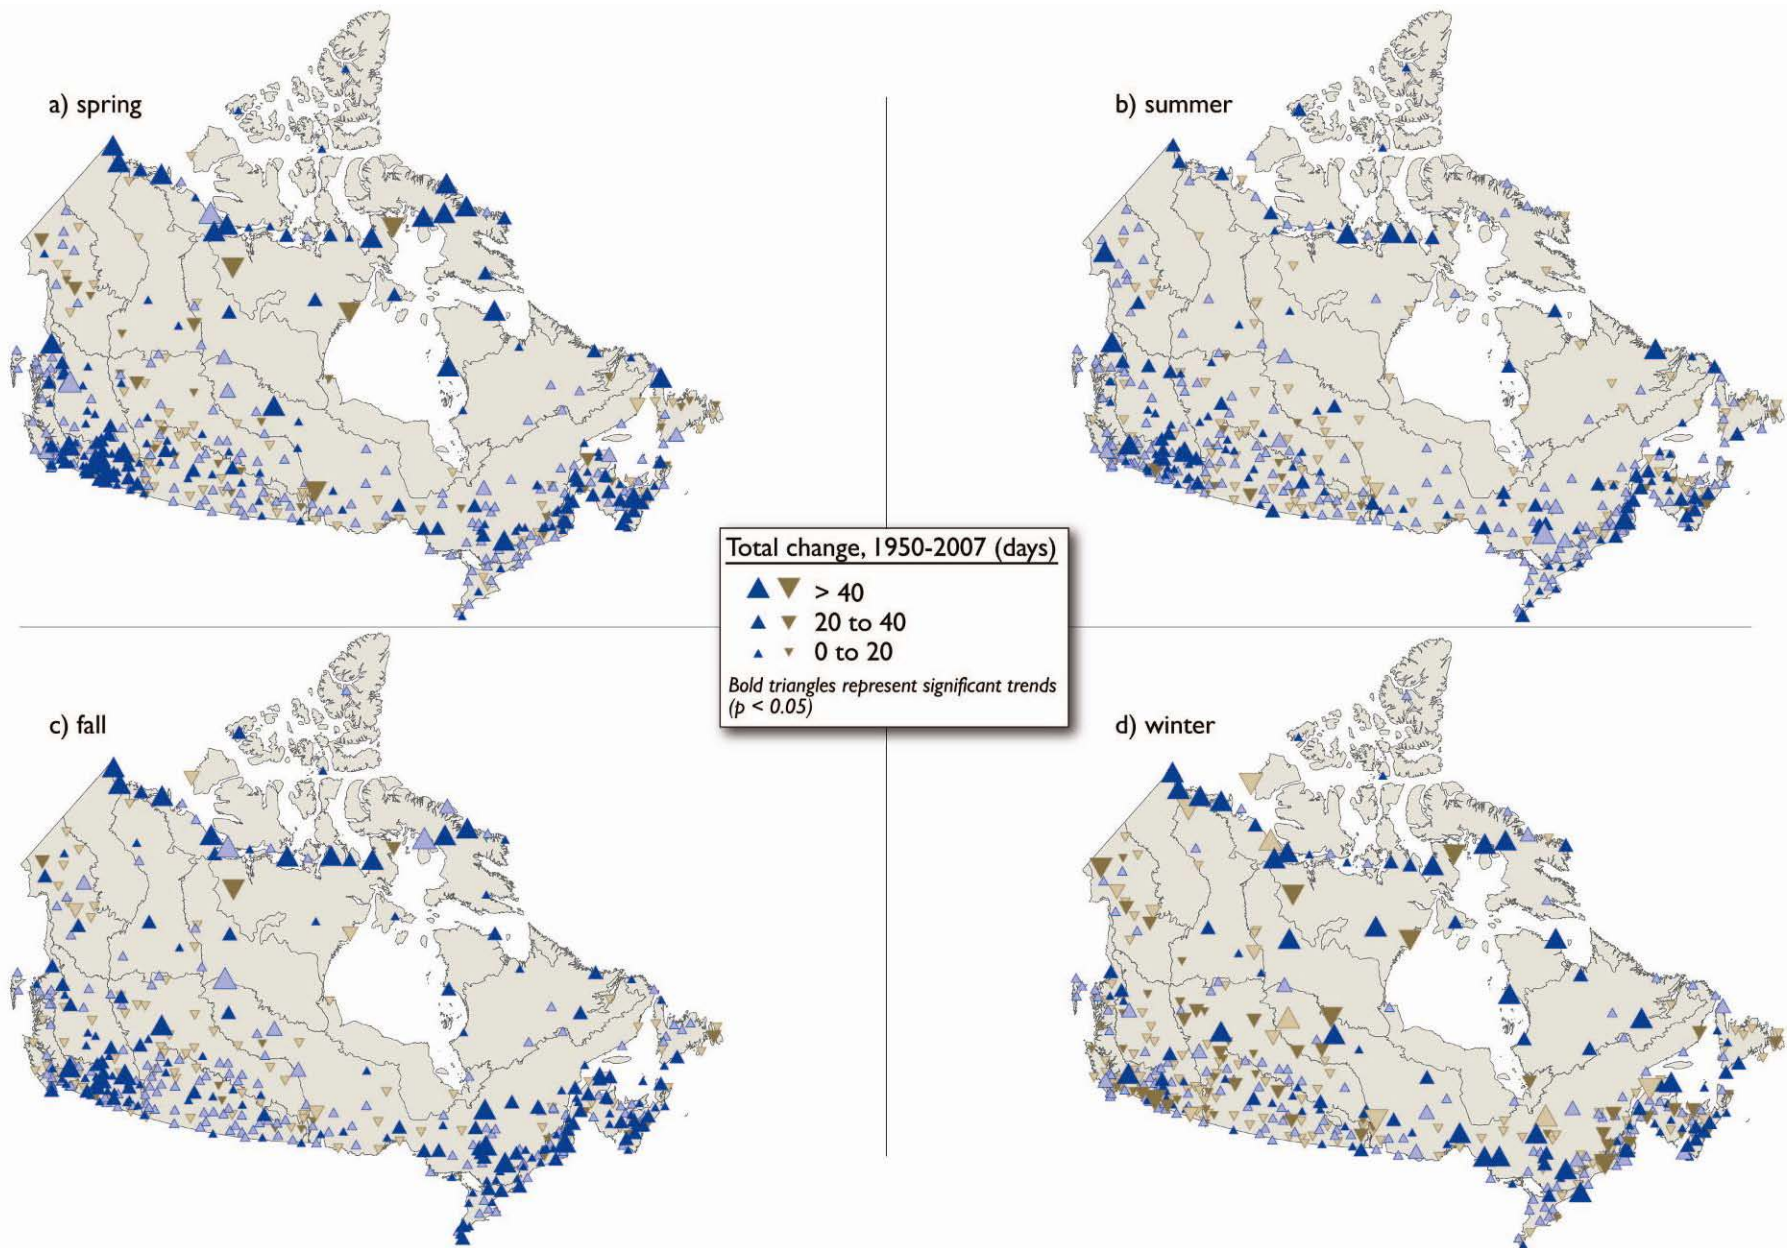 a) spring
b) summer
Total change, 1950-2007 (days)
> 40
20 to 40
0 to 20
Bold triangles represent significant trends
(p < 0.05)
c) fall
d) winter